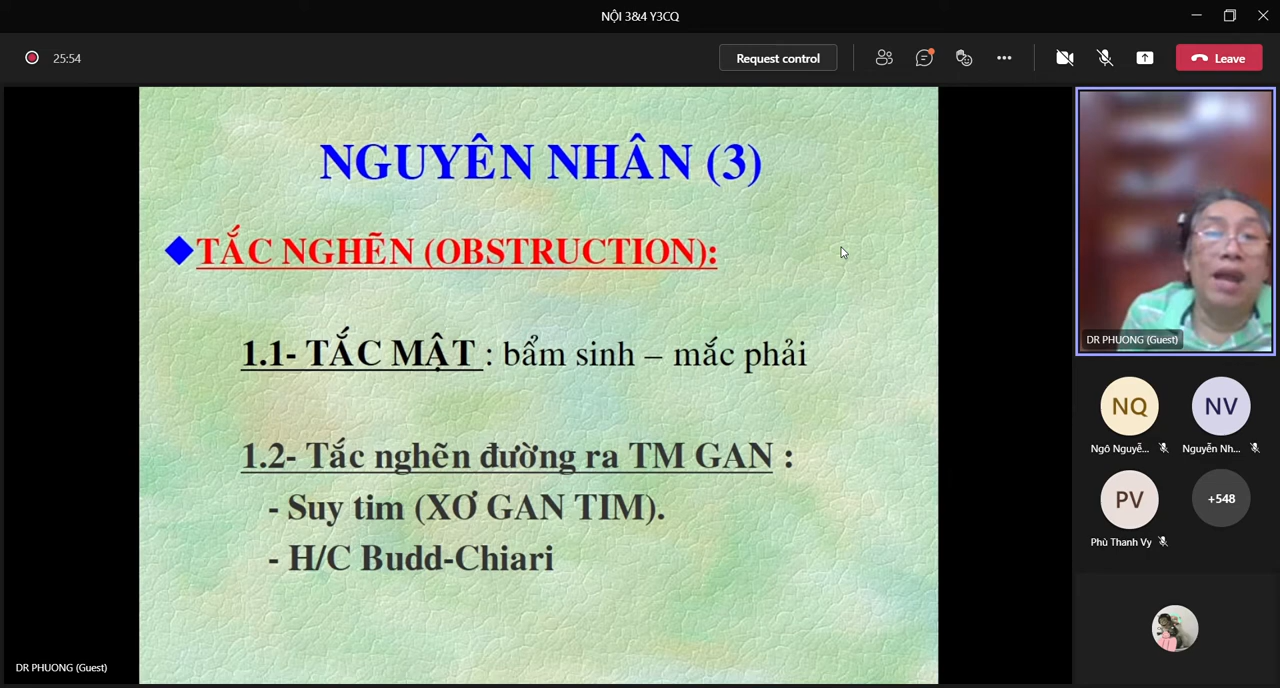 NỘI 3&4 Y3CQ
25:54
Request control
Leave
NGUYÊN NHÂN (3)
TẮC NGHẼN (OBSTRUCTION):
1.1- TẮC MẬT : bẩm sinh – mắc phải
1.2- Tắc nghẽn đường ra TM GAN :
- Suy tim (XƠ GAN TIM).
- H/C Budd-Chiari
DR PHUONG (Guest)
DR PHUONG (Guest)
NQ
NV
Ngô Nguyễ...
Nguyễn Nh...
PV
+548
Phù Thanh Vy